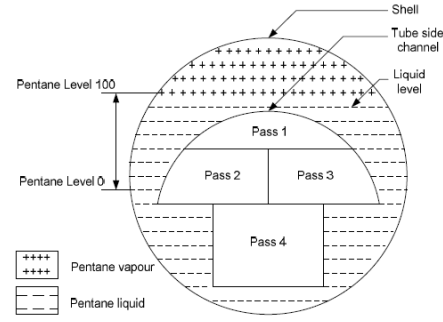 Shell
Tube side
channel
Liquid
level
Pentane Level 100
Pass 1
Pass 2
Pass 3
Pentane Level 0
Pass 4
Pentane vapour
Pentane liquid